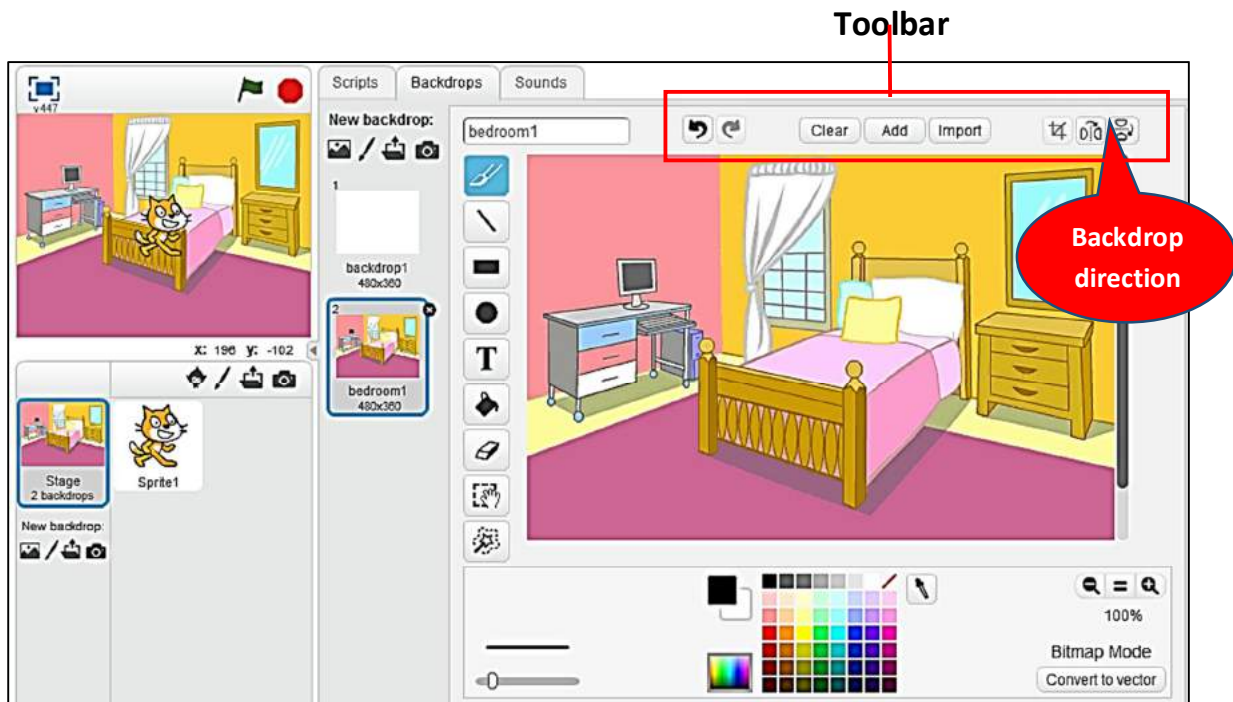 Toolbar
v447
Scripts Backdrops Sounds
New backdrop:
bedroom1
Clear Add Import
1
backdrop1
480x360
2
bedroom1
480x360
T
Backdrop
direction
x: 196 y: -102
Stage
2 backdrops
Sprite1
New backdrop:
100%
Bitmap Mode
Convert to vector